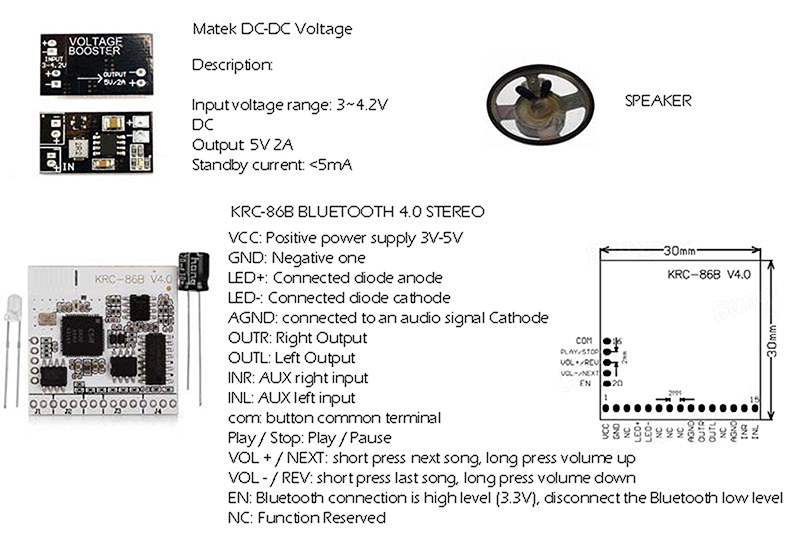 Matek DC-DC Voltage
VOLTAGE
BOOSTER
INPUT
3-4.2V
OUTPUT
5V/2A
Description:
Input voltage range: 3~4.2V
DC
Output: 5V 2A
Standby current: <5mA
IN
SPEAKER
KRC-86B BLUETOOTH 4.0 STEREO
VCC: Positive power supply 3V-5V
GND: Negative one
LED+: Connected diode anode
LED-: Connected diode cathode
AGND: connected to an audio signal Cathode
OUTR: Right Output
OUTL: Left Output
INR: AUX right input
INL: AUX left input
com: button common terminal
Play / Stop: Play / Pause
VOL + / NEXT: short press next song, long press volume up
VOL - / REV: short press last song, long press volume down
EN: Bluetooth connection is high level (3.3V), disconnect the Bluetooth low level
NC: Function Reserved
KRC-86B V4.0
CSR
J1 J2 J3 J4
30mm
KRC-86B V4.0
30mm
COM 16
PLAY/STOP
VOL+/REV
VOL-/NEXT
EN 20
2mm
1 2MM 15
VCC GND NC LED+ LED- NC NC NC AGND OUTR OUTL NC AGND INR INL